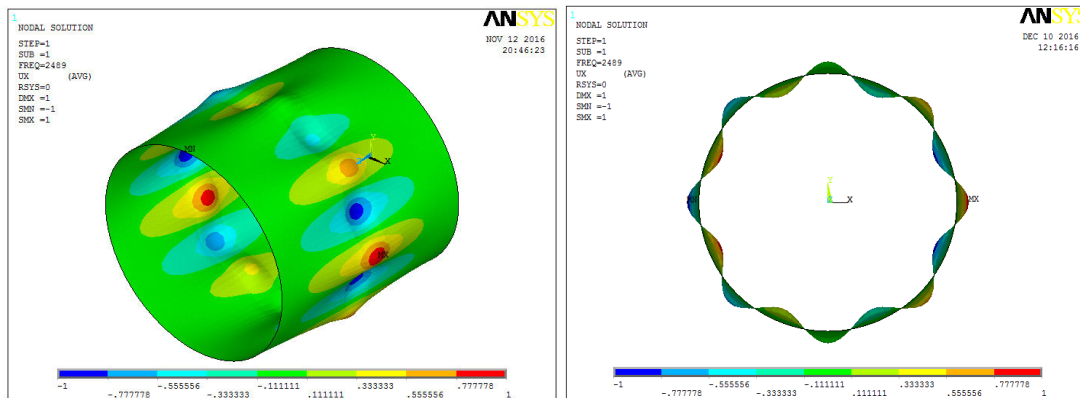 1
ANSYS
NODAL SOLUTION
NOV 12 2016
20:46:23
STEP=1
SUB =1
FREQ=2489
UX (AVG)
RSYS=0
DMX =1
SMN =-1
SMX =1
MN
Y
Z
X
MX
-1 -.555556 -.111111 .333333 .777778
-.777778 .111111 .555556 1
1
ANSYS
NODAL SOLUTION
DEC 10 2016
12:16:16
STEP=1
SUB =1
FREQ=2489
UX (AVG)
RSYS=0
DMX =1
SMN =-1
SMX =1
Y
X
MX
-1 -.555556 -.111111 .333333 .777778
-.777778 .111111 .555556 1